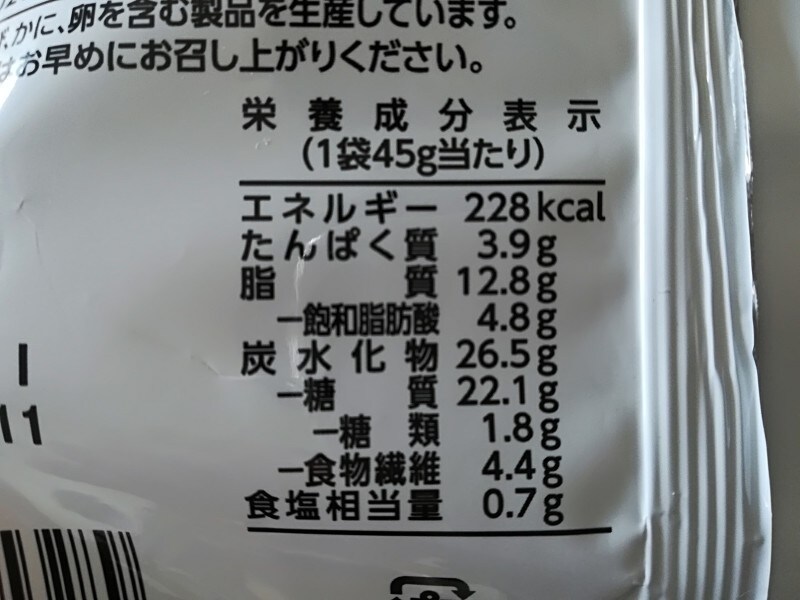 かに、卵を含む製品を生産しています。
お早めにお召し上がりください。
栄養成分表示
(1袋45g当たり)
エネルギー 228kcal
たんぱく質 3.9g
脂質 12.8g
－飽和脂肪酸 4.8g
炭水化物 26.5g
－糖質 22.1g
－糖類 1.8g
－食物繊維 4.4g
食塩相当量 0.7g
11